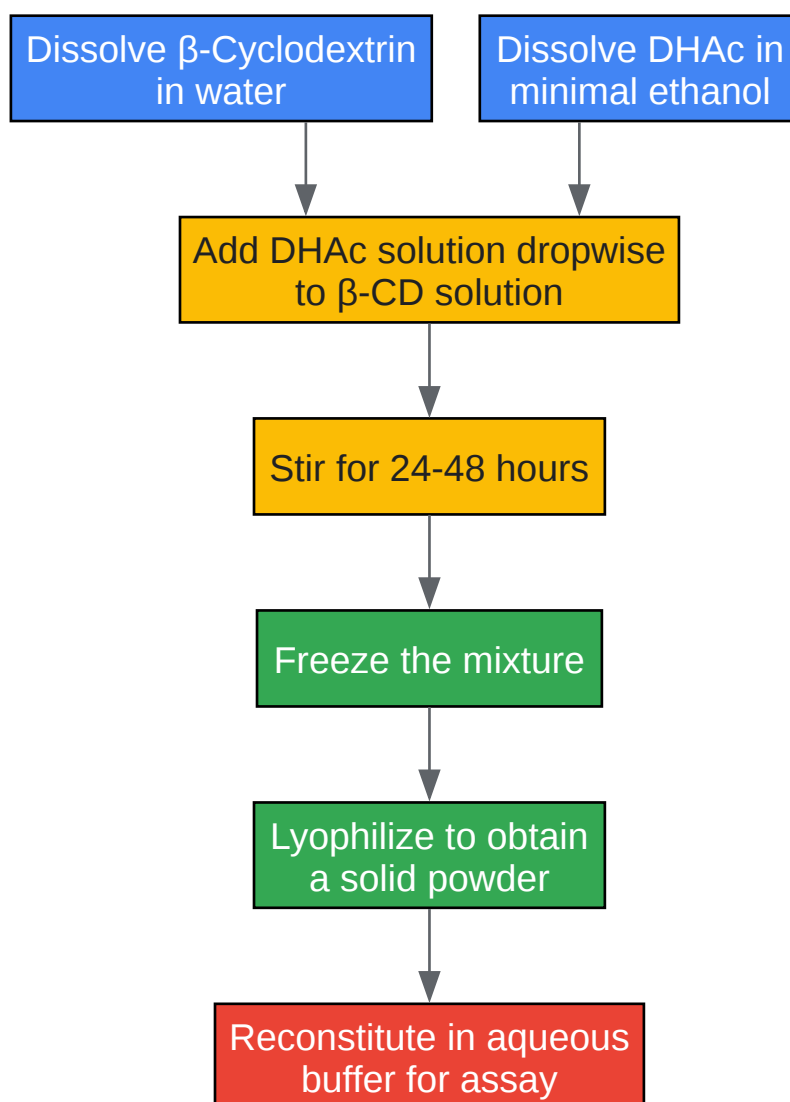 Dissolve β-Cyclodextrin
in water
Dissolve DHAc in
minimal ethanol
Add DHAc solution dropwise
to β-CD solution
Stir for 24-48 hours
Freeze the mixture
Lyophilize to obtain
a solid powder
Reconstitute in aqueous
buffer for assay